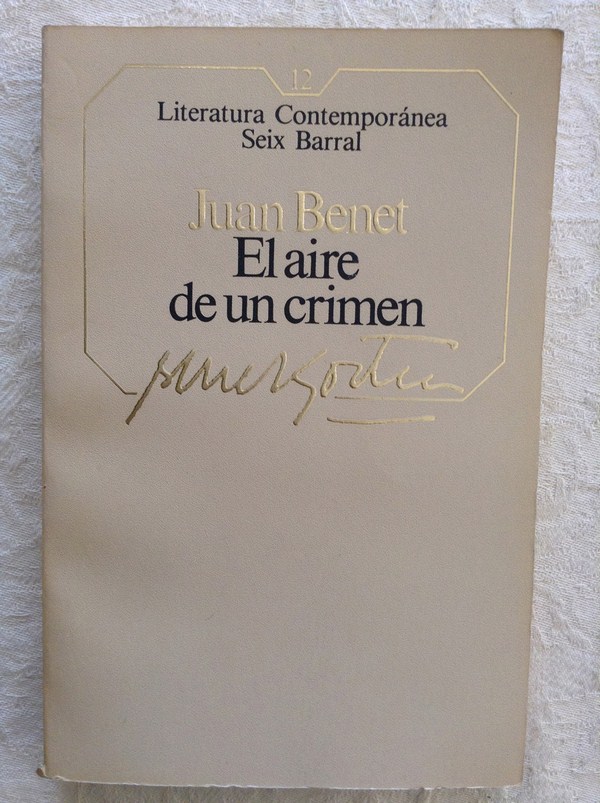 12
Literatura Contemporánea
Seix Barral
Juan Benet
El aire
de un crimen